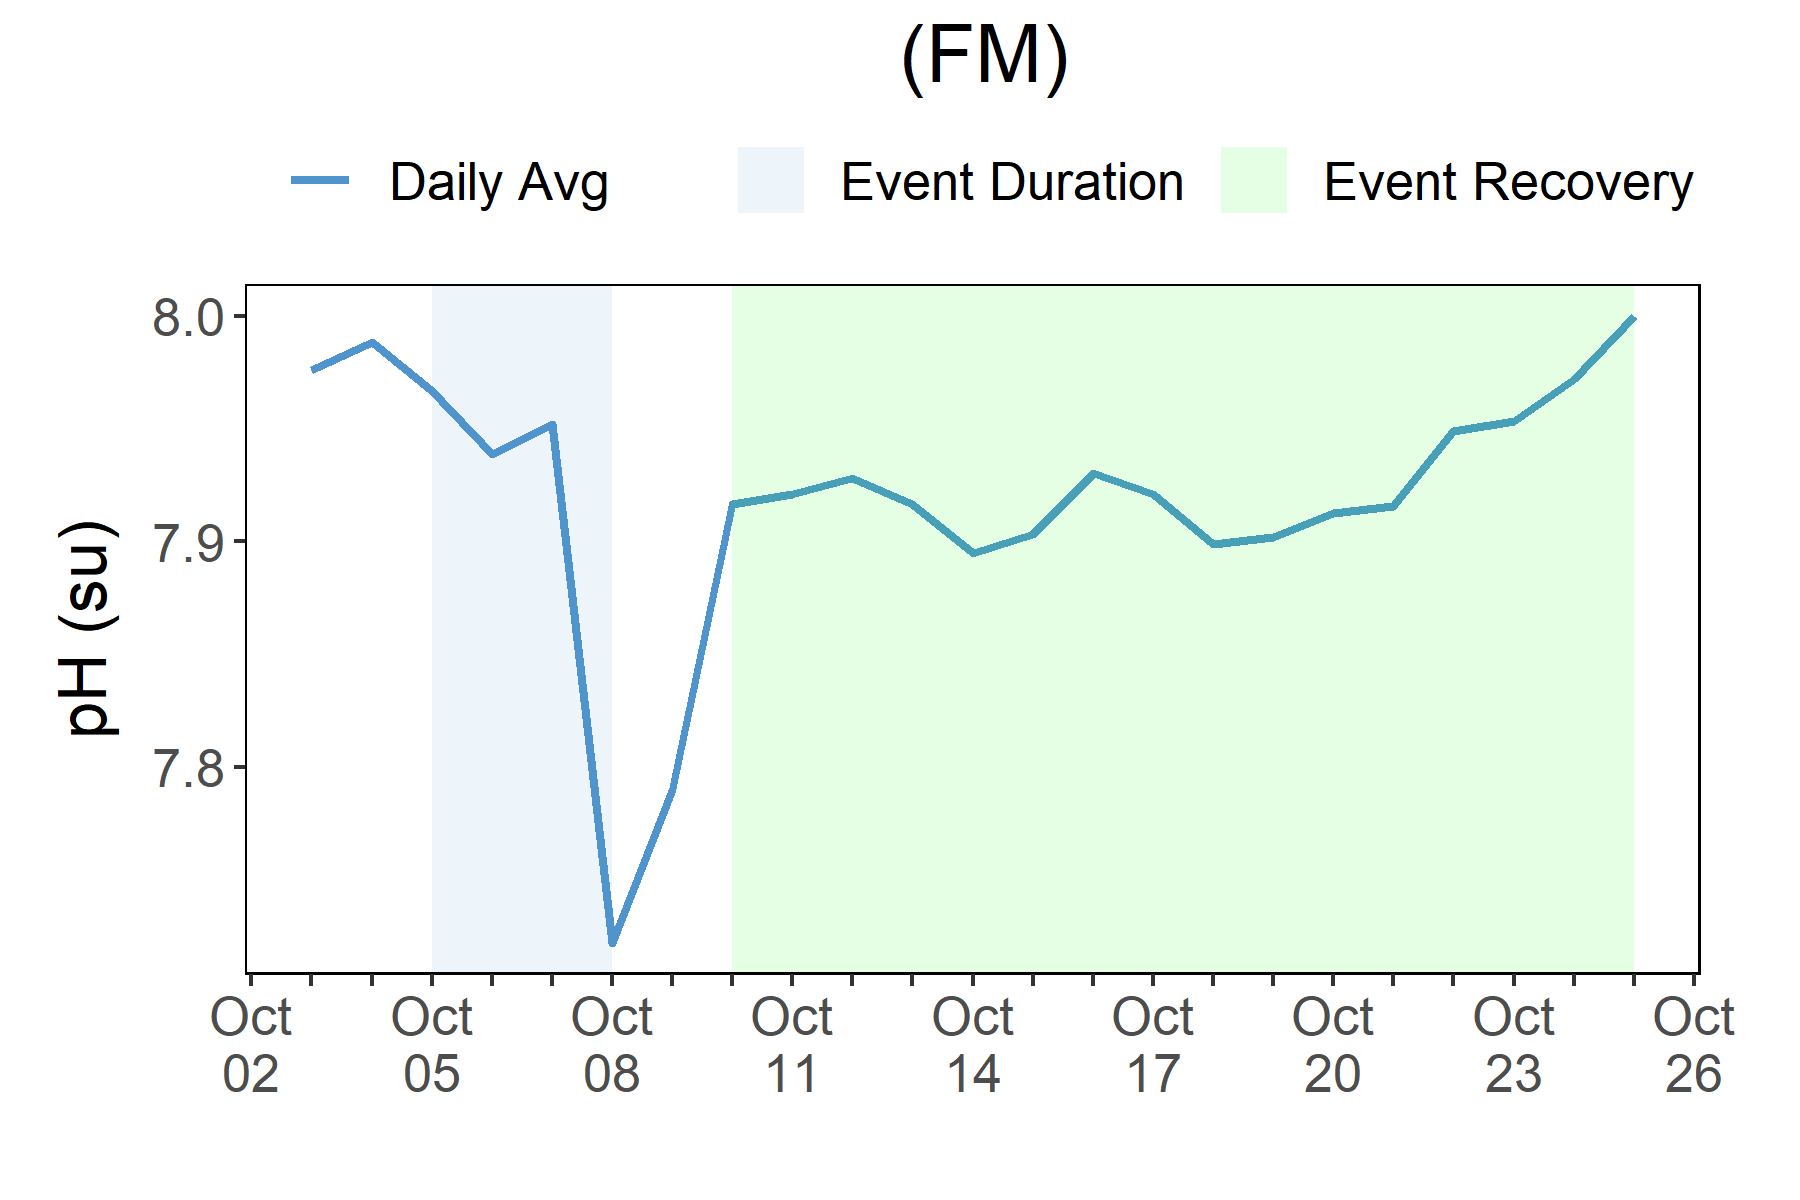 (FM)
Daily Avg Event Duration Event Recovery
8.0
7.9
7.8
pH (su)
Oct Oct Oct Oct Oct Oct Oct Oct Oct
02 05 08 11 14 17 20 23 26